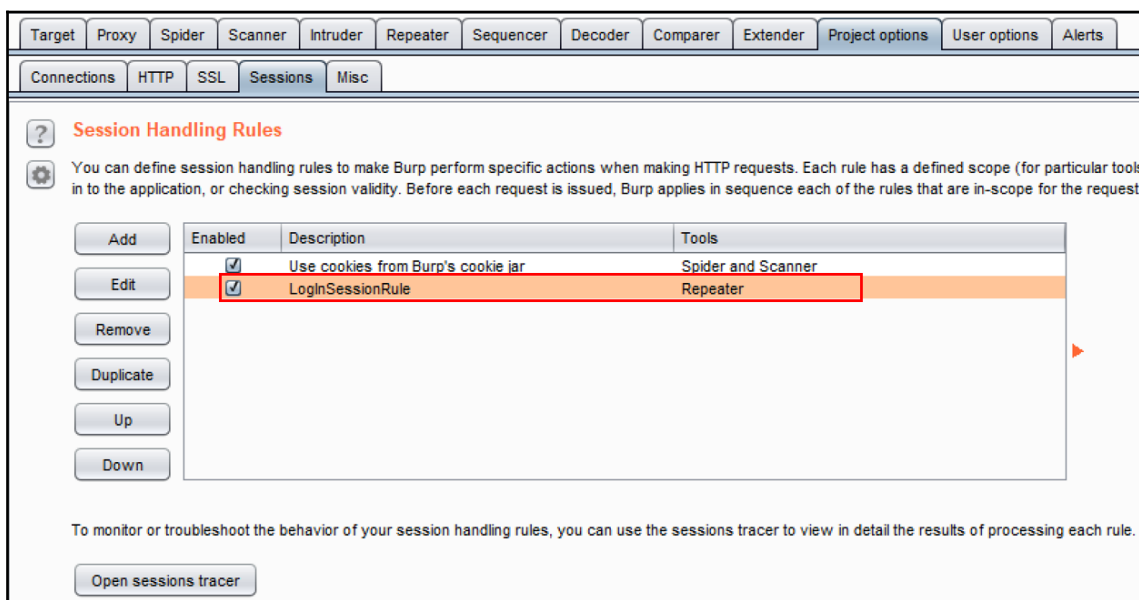 Target Proxy Spider Scanner Intruder Repeater Sequencer Decoder Comparer Extender Project options User options Alerts
Connections HTTP SSL Sessions Misc
? Session Handling Rules
You can define session handling rules to make Burp perform specific actions when making HTTP requests. Each rule has a defined scope (for particular tools
in to the application, or checking session validity. Before each request is issued, Burp applies in sequence each of the rules that are in-scope for the request
Add
Edit
Remove
Duplicate
Up
Down
Enabled Description Tools
Use cookies from Burp's cookie jar Spider and Scanner
LogInSessionRule Repeater
To monitor or troubleshoot the behavior of your session handling rules, you can use the sessions tracer to view in detail the results of processing each rule.
Open sessions tracer